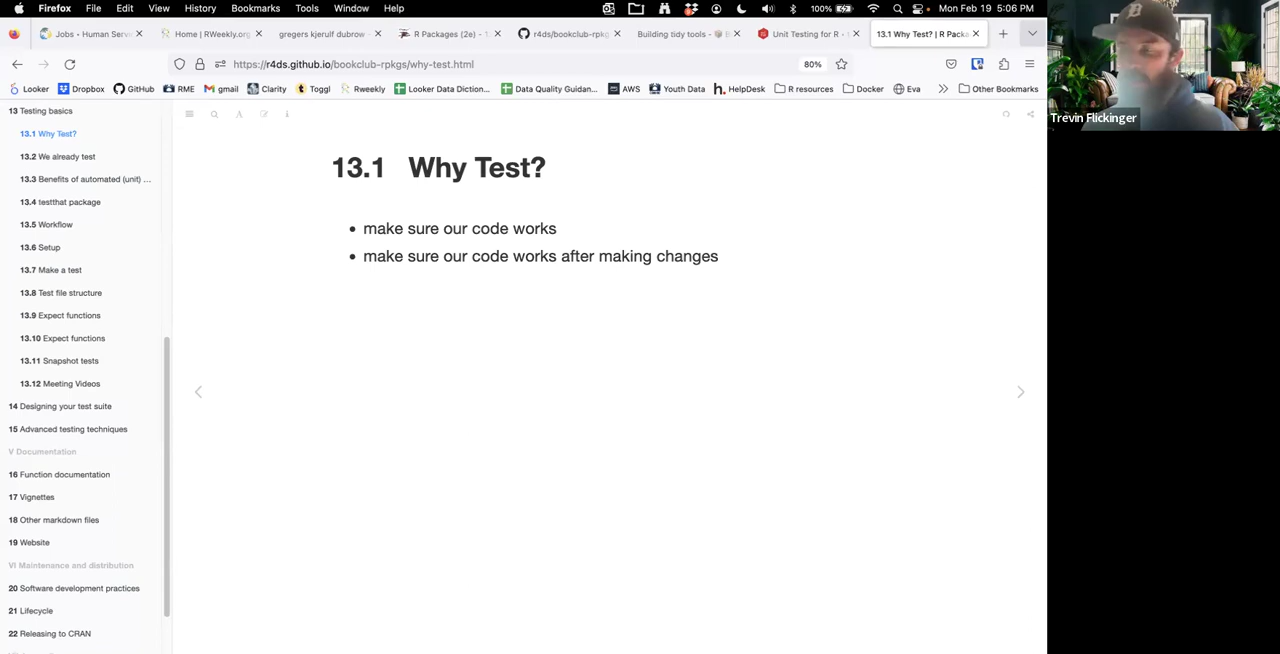 Firefox File Edit View History Bookmarks Tools Window Help 100% Mon Feb 19 5:06 PM
Jobs - Human Serv Home | RWeekly.org gregers kjerulf dubrow R Packages (2e) - 1 r4ds/bookclub-rpkg Building tidy tools - Unit Testing for R 13.1 Why Test? | R Packa
https://r4ds.github.io/bookclub-rpkgs/why-test.html 80%
Looker Dropbox GitHub RME gmail Clarity Toggl Rweekly Looker Data Diction... Data Quality Guidan... AWS Youth Data HelpDesk R resources Docker Eva Other Bookmarks
Trevin Flickinger
13 Testing basics
13.1 Why Test?
13.2 We already test
13.3 Benefits of automated (unit) ...
13.4 testthat package
13.5 Workflow
13.6 Setup
13.7 Make a test
13.8 Test file structure
13.9 Expect functions
13.10 Expect functions
13.11 Snapshot tests
13.12 Meeting Videos
14 Designing your test suite
15 Advanced testing techniques
V Documentation
16 Function documentation
17 Vignettes
18 Other markdown files
19 Website
VI Maintenance and distribution
20 Software development practices
21 Lifecycle
22 Releasing to CRAN
13.1 Why Test?
• make sure our code works
• make sure our code works after making changes